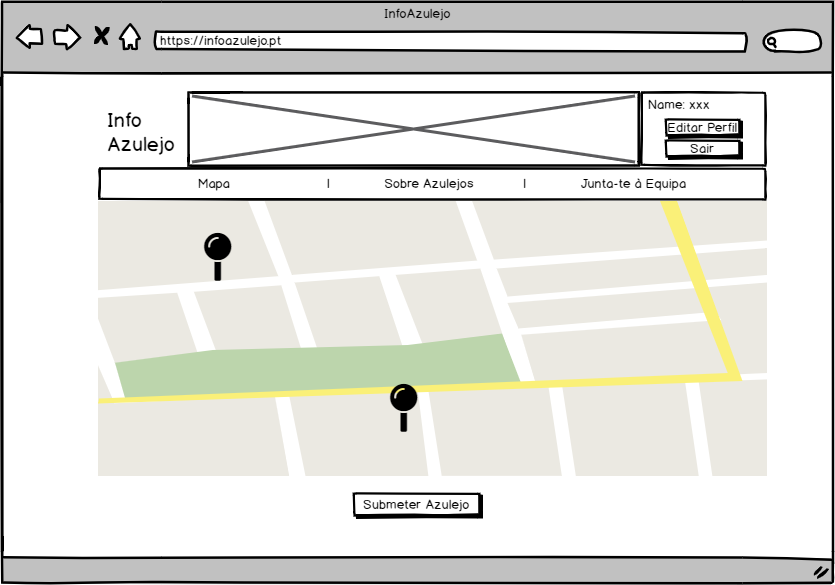 InfoAzulejo
https://infoazulejo.pt
Info
Azulejo
Name: xxx
Editar Perfil
Sair
Mapa | Sobre Azulejos | Junta-te à Equipa
Submeter Azulejo